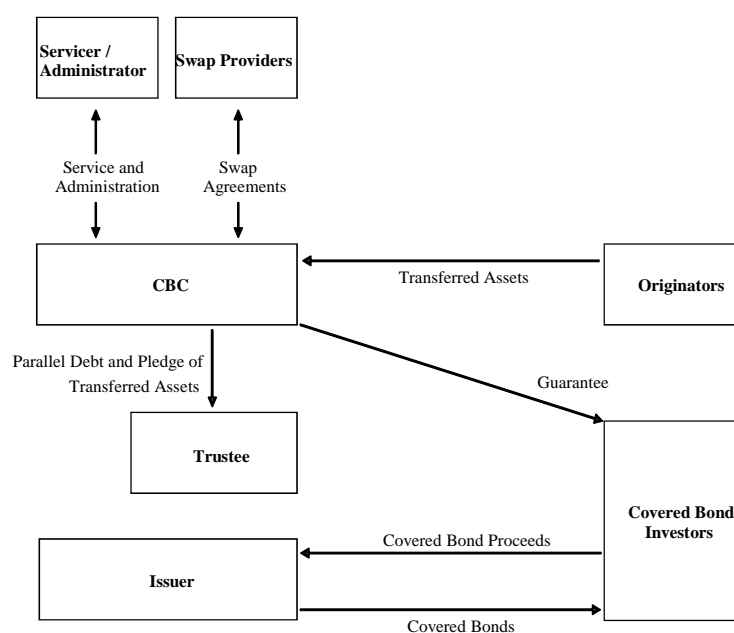 Servicer /
Administrator
Swap Providers
Service and
Administration
Swap
Agreements
CBC
Transferred Assets
Originators
Parallel Debt and Pledge of
Transferred Assets
Guarantee
Trustee
Covered Bond
Investors
Covered Bond Proceeds
Issuer
Covered Bonds